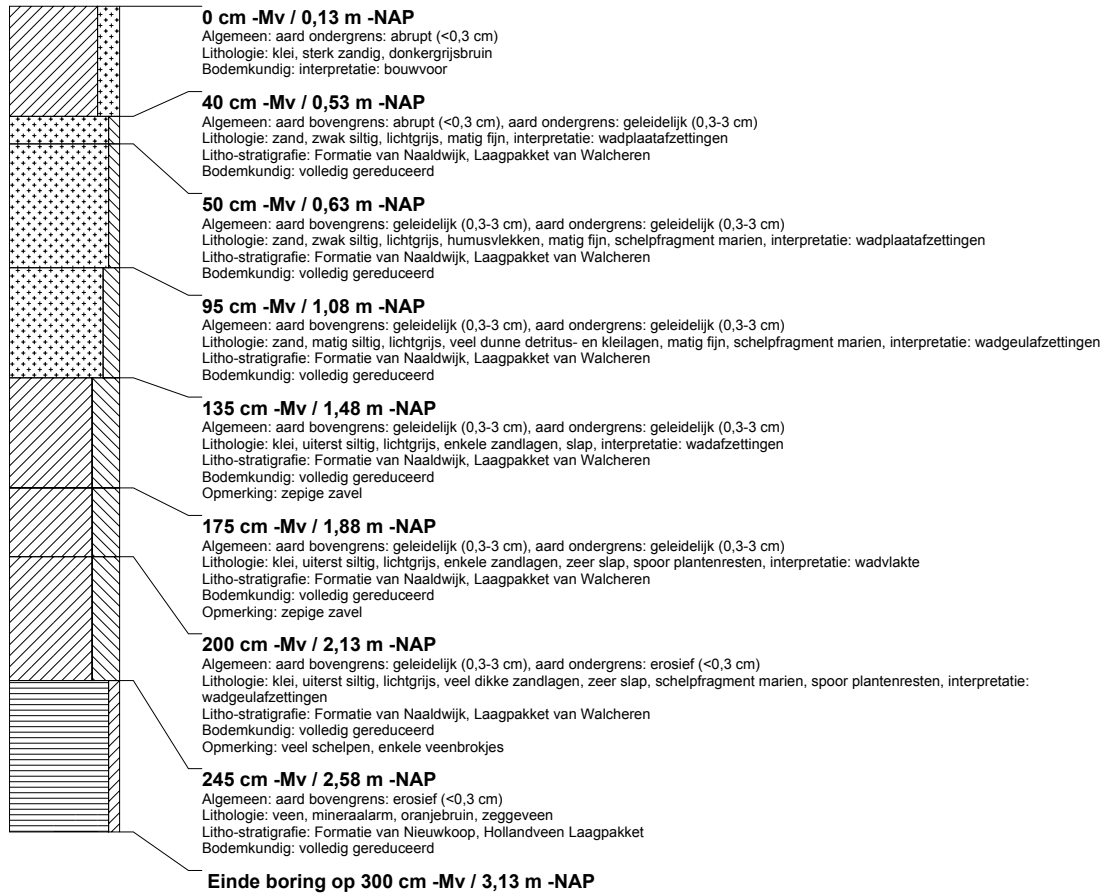 0 cm -Mv / 0,13 m -NAP
Algemeen: aard ondergrens: abrupt (<0,3 cm)
Lithologie: klei, sterk zandig, donkergrijsbruin
Bodemkundig: interpretatie: bouwvoor
40 cm -Mv / 0,53 m -NAP
Algemeen: aard bovengrens: abrupt (<0,3 cm), aard ondergrens: geleidelijk (0,3-3 cm)
Lithologie: zand, zwak siltig, lichtgrijs, matig fijn, interpretatie: wadplaatafzettingen
Litho-stratigrafie: Formatie van Naaldwijk, Laagpakket van Walcheren
Bodemkundig: volledig gereduceerd
50 cm -Mv / 0,63 m -NAP
Algemeen: aard bovengrens: geleidelijk (0,3-3 cm), aard ondergrens: geleidelijk (0,3-3 cm)
Lithologie: zand, zwak siltig, lichtgrijs, humusvlekken, matig fijn, schelpfragment marien, interpretatie: wadplaatafzettingen
Litho-stratigrafie: Formatie van Naaldwijk, Laagpakket van Walcheren
Bodemkundig: volledig gereduceerd
95 cm -Mv / 1,08 m -NAP
Algemeen: aard bovengrens: geleidelijk (0,3-3 cm), aard ondergrens: geleidelijk (0,3-3 cm)
Lithologie: zand, matig siltig, lichtgrijs, veel dunne detritus- en kleilagen, matig fijn, schelpfragment marien, interpretatie: wadgeulafzettingen
Litho-stratigrafie: Formatie van Naaldwijk, Laagpakket van Walcheren
Bodemkundig: volledig gereduceerd
135 cm -Mv / 1,48 m -NAP
Algemeen: aard bovengrens: geleidelijk (0,3-3 cm), aard ondergrens: geleidelijk (0,3-3 cm)
Lithologie: klei, uiterst siltig, lichtgrijs, enkele zandlagen, slap, interpretatie: wadafzettingen
Litho-stratigrafie: Formatie van Naaldwijk, Laagpakket van Walcheren
Bodemkundig: volledig gereduceerd
Opmerking: zepige zavel
175 cm -Mv / 1,88 m -NAP
Algemeen: aard bovengrens: geleidelijk (0,3-3 cm), aard ondergrens: geleidelijk (0,3-3 cm)
Lithologie: klei, uiterst siltig, lichtgrijs, enkele zandlagen, zeer slap, spoor plantenresten, interpretatie: wadvlakte
Litho-stratigrafie: Formatie van Naaldwijk, Laagpakket van Walcheren
Bodemkundig: volledig gereduceerd
Opmerking: zepige zavel
200 cm -Mv / 2,13 m -NAP
Algemeen: aard bovengrens: geleidelijk (0,3-3 cm), aard ondergrens: erosief (<0,3 cm)
Lithologie: klei, uiterst siltig, lichtgrijs, veel dikke zandlagen, zeer slap, schelpfragment marien, spoor plantenresten, interpretatie:
wadgeulafzettingen
Litho-stratigrafie: Formatie van Naaldwijk, Laagpakket van Walcheren
Bodemkundig: volledig gereduceerd
Opmerking: veel schelpen, enkele veenbrokjes
245 cm -Mv / 2,58 m -NAP
Algemeen: aard bovengrens: erosief (<0,3 cm)
Lithologie: veen, mineraalarm, oranjebruin, zeggeveen
Litho-stratigrafie: Formatie van Nieuwkoop, Hollandveen Laagpakket
Bodemkundig: volledig gereduceerd
Einde boring op 300 cm -Mv / 3,13 m -NAP